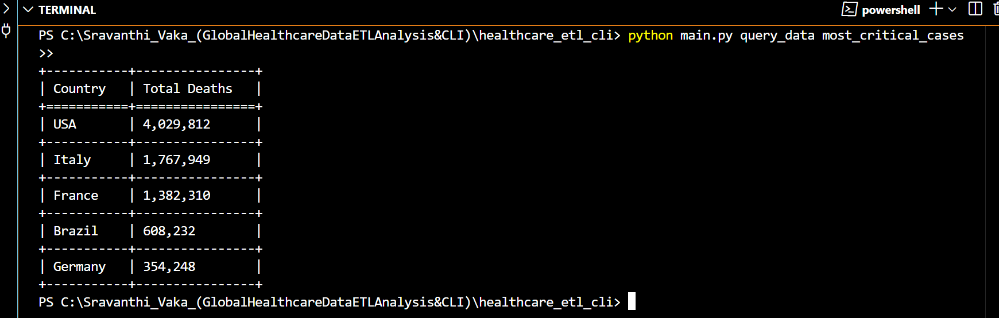 TERMINAL
powershell
PS C:\Sravanthi_Vaka_(GlobalHealthcareDataETLAnalysis&CLI)\healthcare_etl_cli> python main.py query_data most_critical_cases
>>
+-----------+----------------+
| Country   | Total Deaths   |
+===========+================+
| USA       | 4,029,812      |
+-----------+----------------+
| Italy     | 1,767,949      |
+-----------+----------------+
| France    | 1,382,310      |
+-----------+----------------+
| Brazil    | 608,232        |
+-----------+----------------+
| Germany   | 354,248        |
+-----------+----------------+
PS C:\Sravanthi_Vaka_(GlobalHealthcareDataETLAnalysis&CLI)\healthcare_etl_cli>